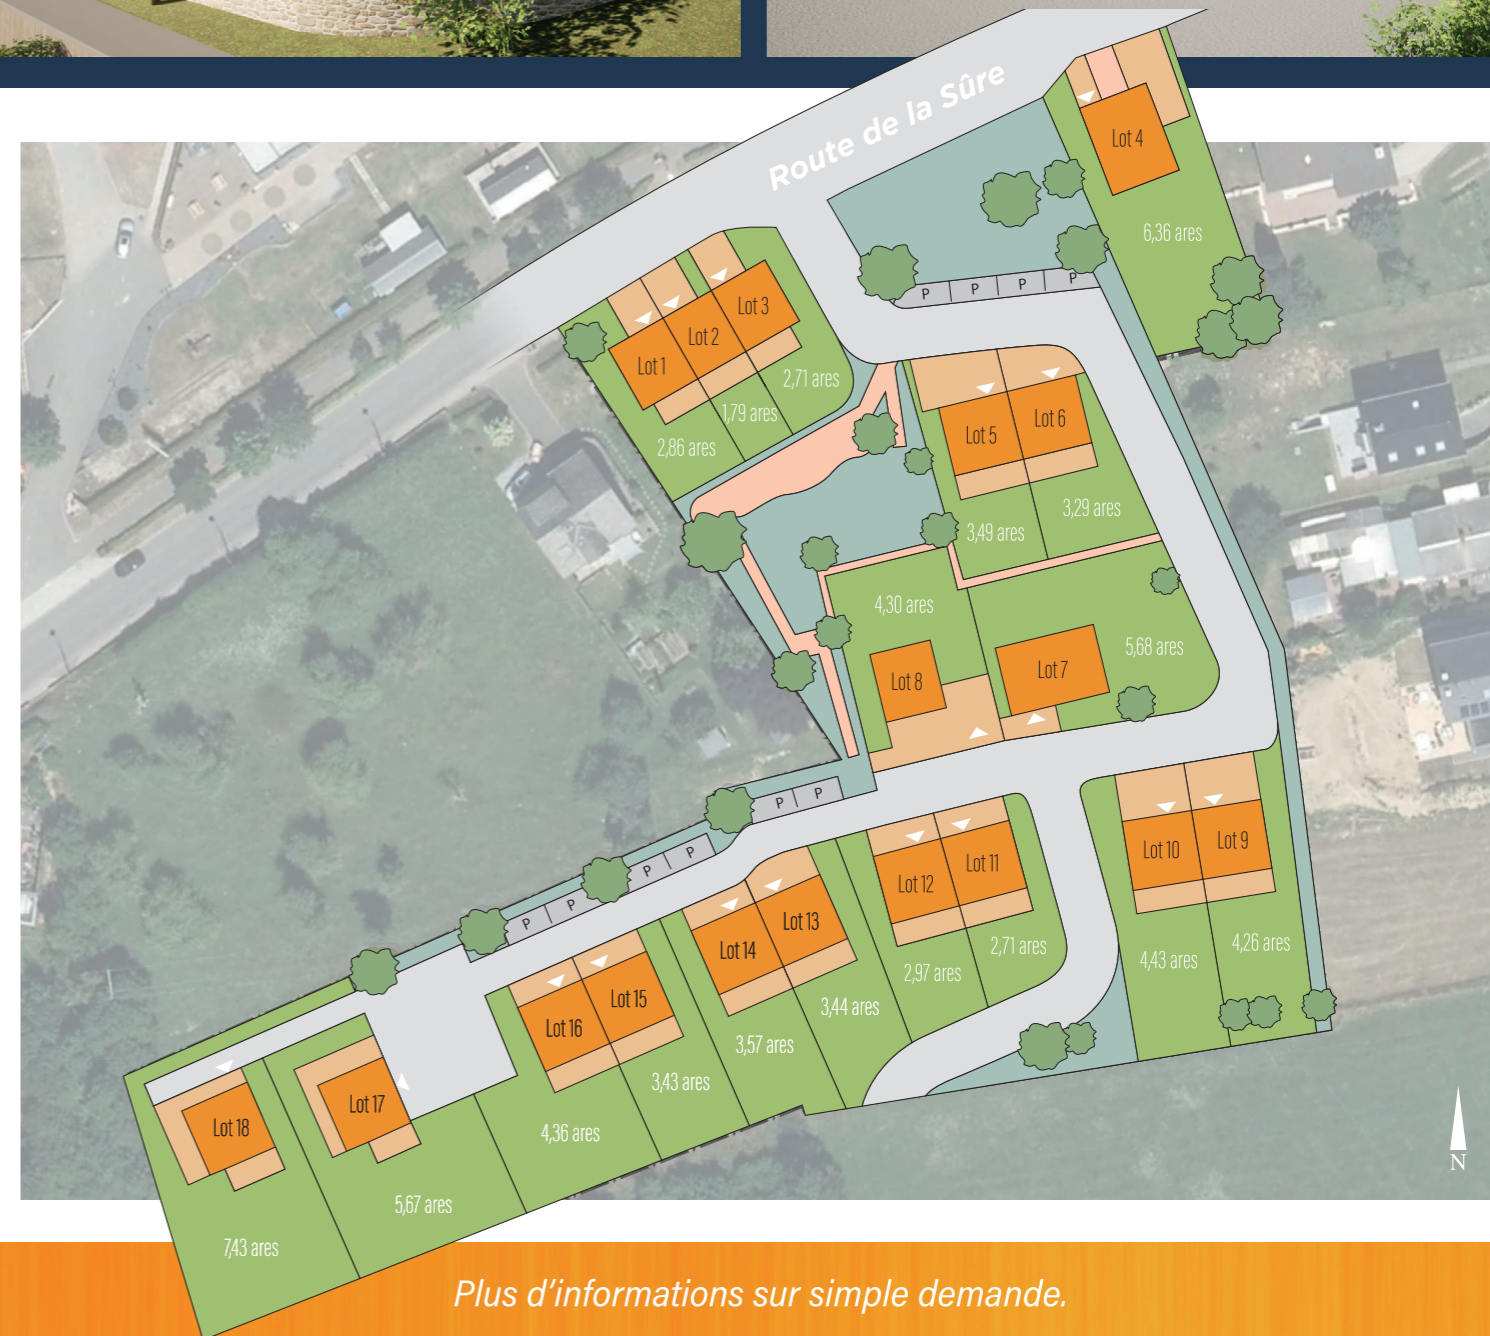 Route de la Sûre
Lot 4
6,36 ares
P P P P
Lot 3
Lot 2
Lot 1
2,71 ares
1,79 ares
2,86 ares
Lot 6
Lot 5
3,29 ares
3,49 ares
4,30 ares
5,68 ares
Lot 8
Lot 7
P P
P P
P P
Lot 10
Lot 9
4,43 ares
4,26 ares
Lot 12
Lot 11
2,97 ares
2,71 ares
Lot 14
Lot 13
3,57 ares
3,44 ares
Lot 16
Lot 15
4,36 ares
3,43 ares
Lot 18
Lot 17
7,43 ares
5,67 ares
N
Plus d'informations sur simple demande.